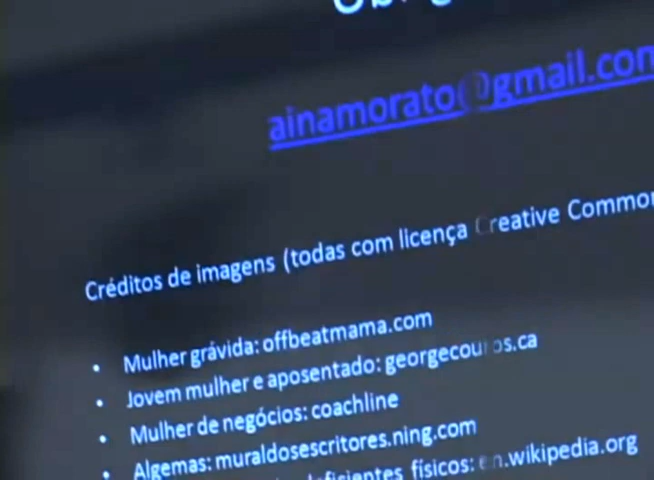 ainamorato@gmail.com
Créditos de imagens (todas com licença Creative Commo
Mulher grávida: offbeatmama.com
Jovem mulher e aposentado: georgecouros.ca
Mulher de negócios: coachline
Algemas: muraldosescritores.ning.com
físicos: en.wikipedia.org